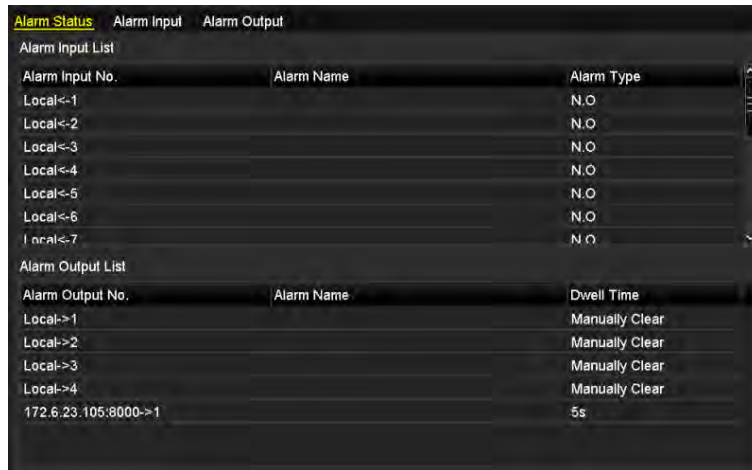 Alarm Status Alarm Input Alarm Output
Alarm Input List
Alarm Input No. Alarm Name Alarm Type
Local<-1 N.O
Local<-2 N.O
Local<-3 N.O
Local<-4 N.O
Local<-5 N.O
Local<-6 N.O
Local<-7 N.O
Alarm Output List
Alarm Output No. Alarm Name Dwell Time
Local->1 Manually Clear
Local->2 Manually Clear
Local->3 Manually Clear
Local->4 Manually Clear
172.6.23.105:8000->1 5s